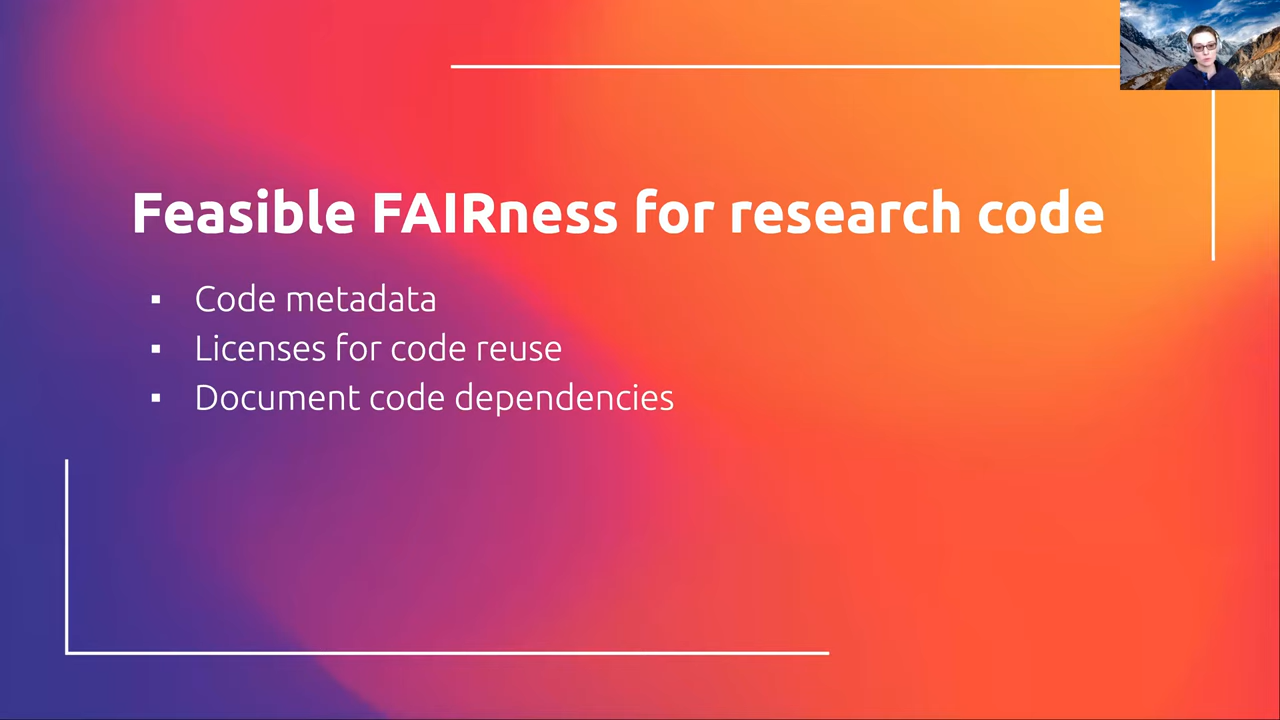 Feasible FAIRness for research code
▪ Code metadata
▪ Licenses for code reuse
▪ Document code dependencies